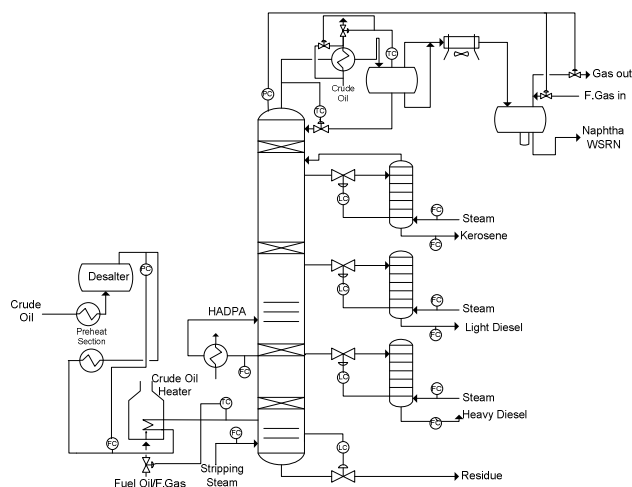 PC
TC
TC
Crude
Oil
Gas out
F.Gas in
Naphtha
WSRN
LC
FC
Steam
Kerosene
FC
LC
FC
Steam
Light Diesel
FC
LC
FC
Steam
Heavy Diesel
FC
Desalter
PC
Crude
Oil
Preheat
Section
HADPA
FC
Crude Oil
Heater
TC
FC
FC
Stripping
Steam
Fuel Oil/F.Gas
LC
Residue